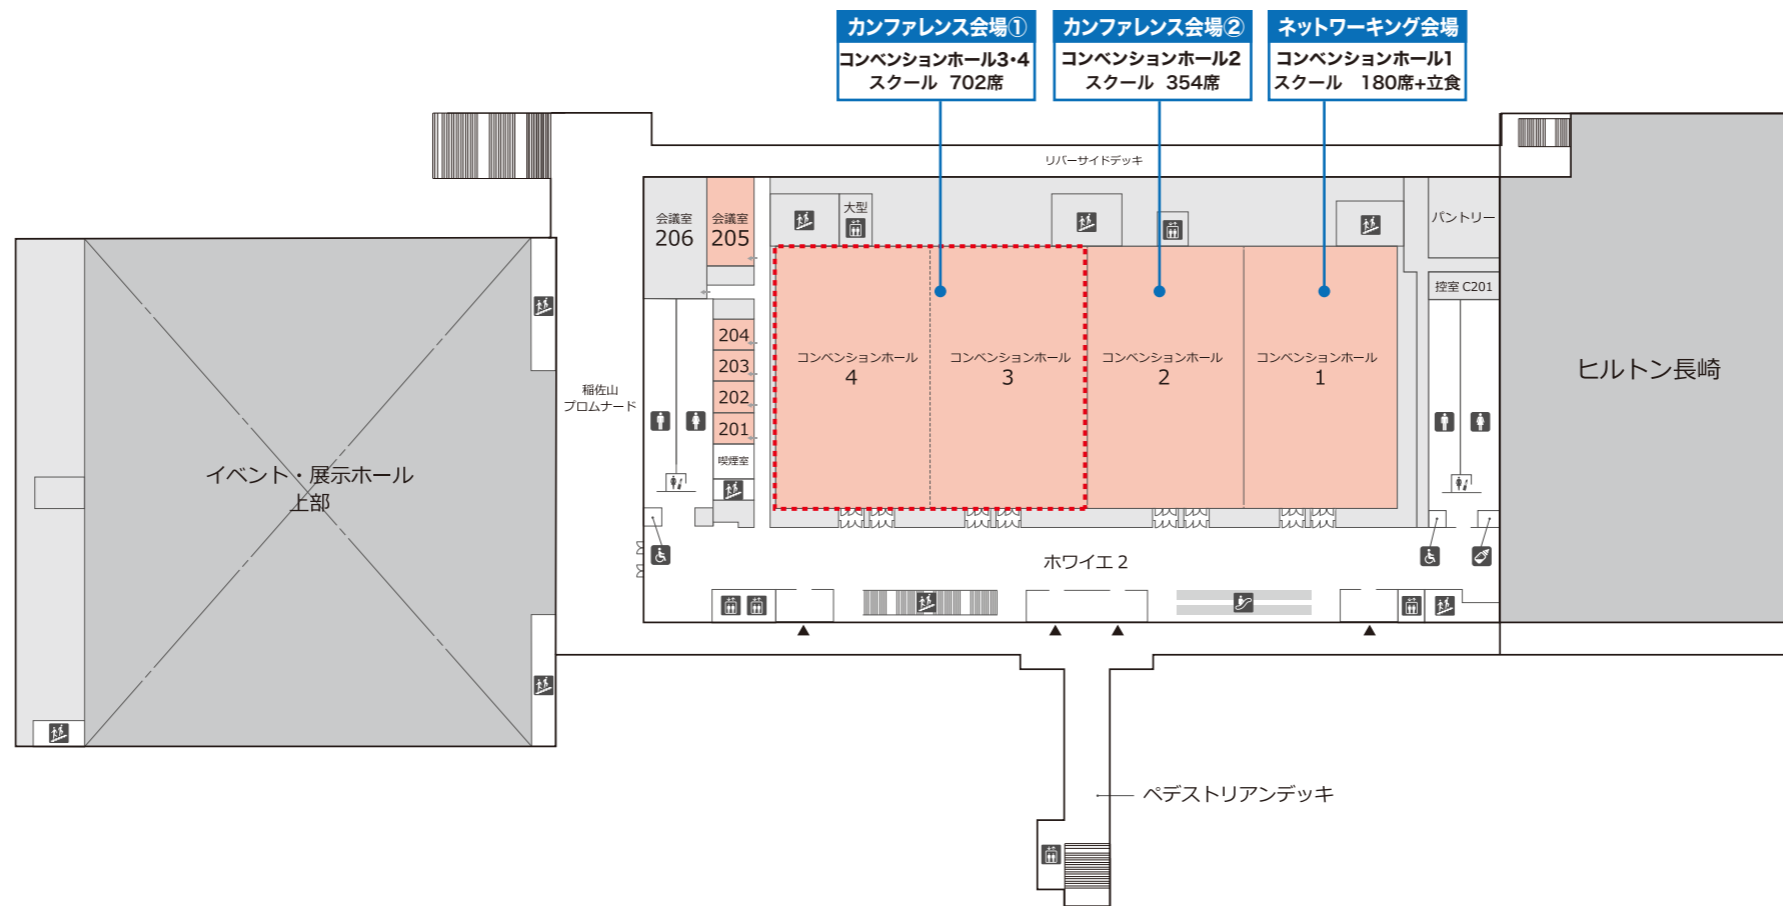 カンファレンス会場①
コンベンションホール3・4
スクール 702席
カンファレンス会場②
コンベンションホール2
スクール 354席
ネットワーキング会場
コンベンションホール1
スクール 180席+立食
リバーサイドデッキ
会議室
206
会議室
205
大型
パントリー
控室 C201
204
203
202
201
喫煙室
稲佐山
プロムナード
コンベンションホール
4
コンベンションホール
3
コンベンションホール
2
コンベンションホール
1
ヒルトン長崎
イベント・展示ホール
上部
ホワイエ 2
ペデストリアンデッキ